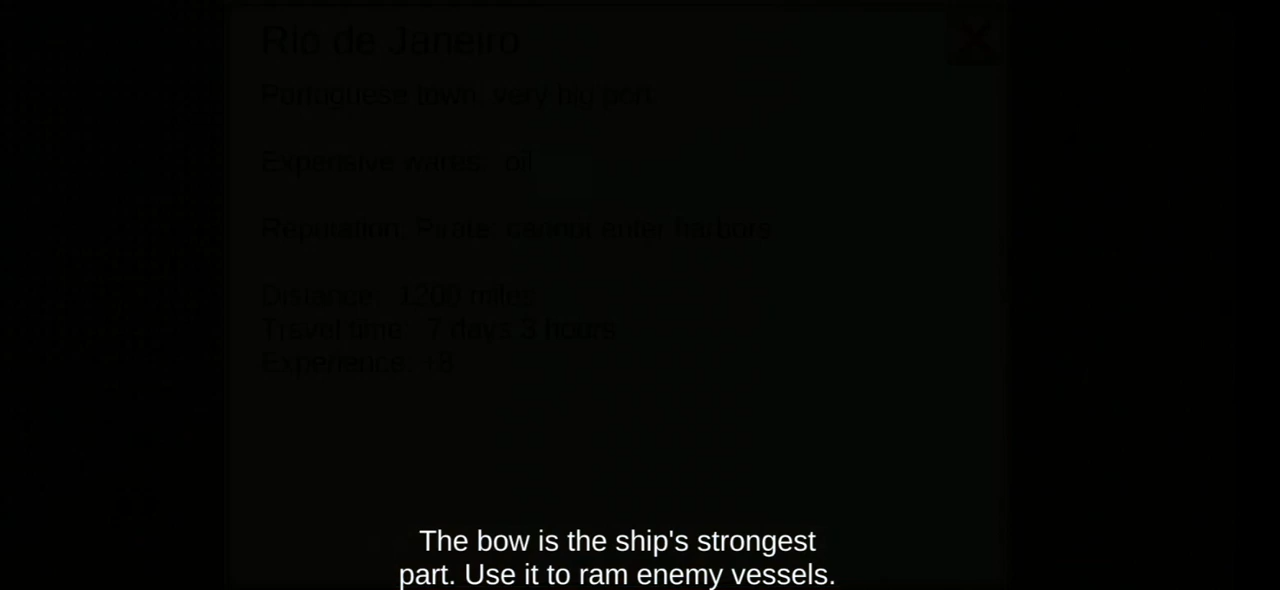 Rio de Janeiro
X
Portuguese town, very big port
Expensive wares: oil
Reputation: Pirate, cannot enter harbors
Distance: 1200 miles
Travel time: 7 days 3 hours
Experience: +8
The bow is the ship's strongest
part. Use it to ram enemy vessels.